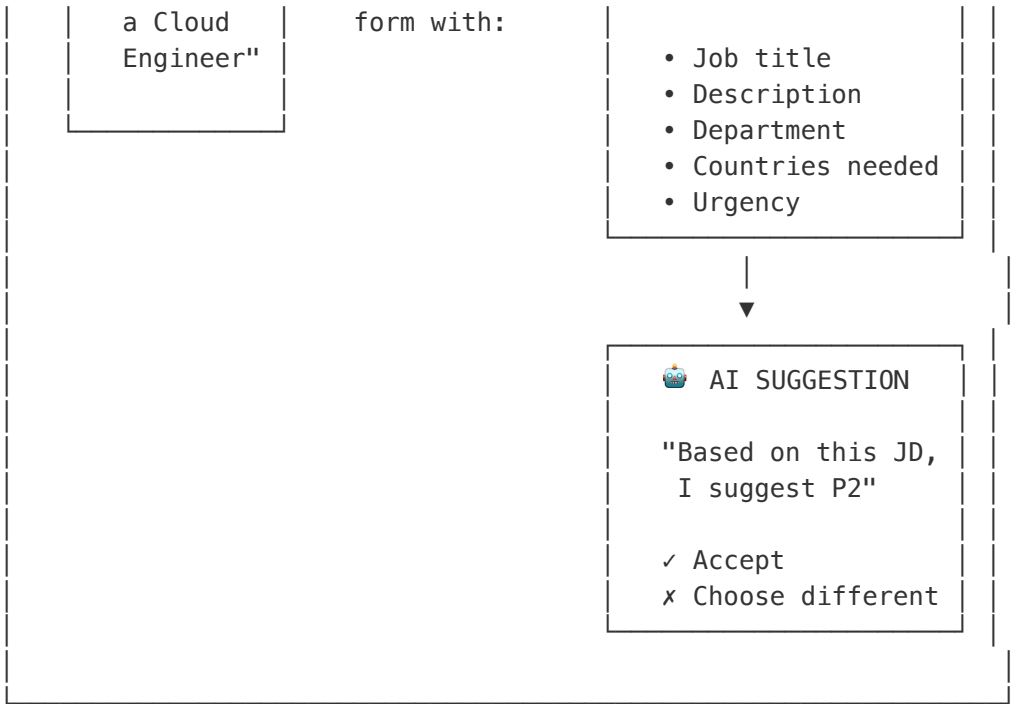 a Cloud form with:
Engineer" • Job title
• Description
• Department
• Countries needed
• Urgency
AI SUGGESTION
"Based on this JD,
I suggest P2"
✓ Accept
✗ Choose different